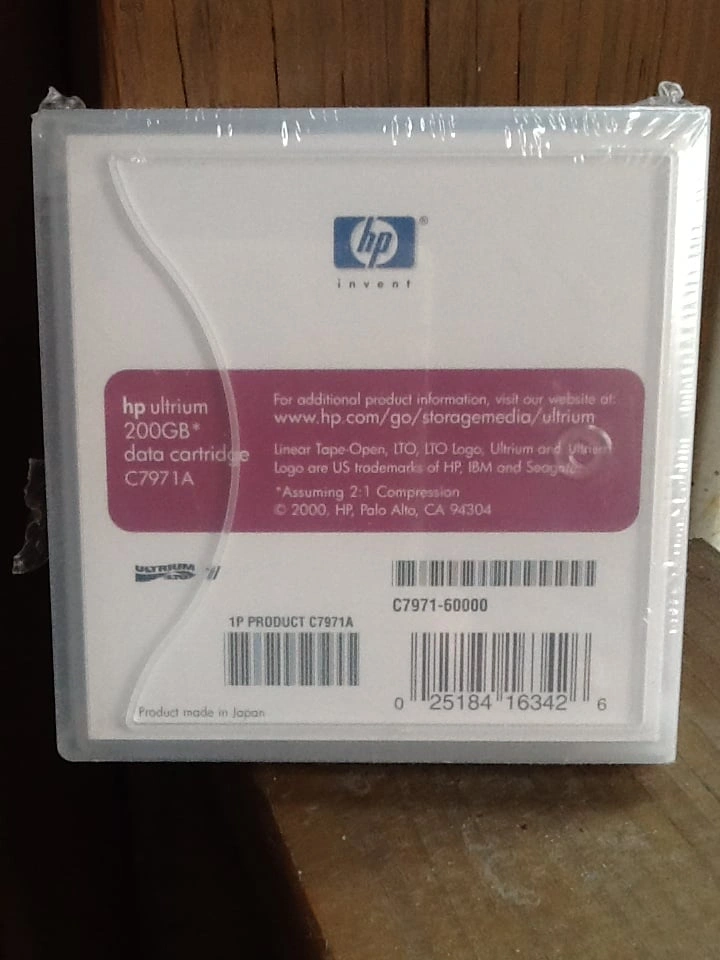 hp ®
invent
hp ultrium
200GB*
data cartridge
C7971A
For additional product information, visit our website at:
www.hp.com/go/storagemedia/ultrium
Linear Tape-Open, LTO, LTO Logo, Ultrium and Ultrium
Logo are US trademarks of HP, IBM and Seagate.
*Assuming 2:1 Compression
© 2000, HP, Palo Alto, CA 94304
ULTRIUM
LTO
C7971-60000
1P PRODUCT C7971A
0 25184 16342 6
Product made in Japan